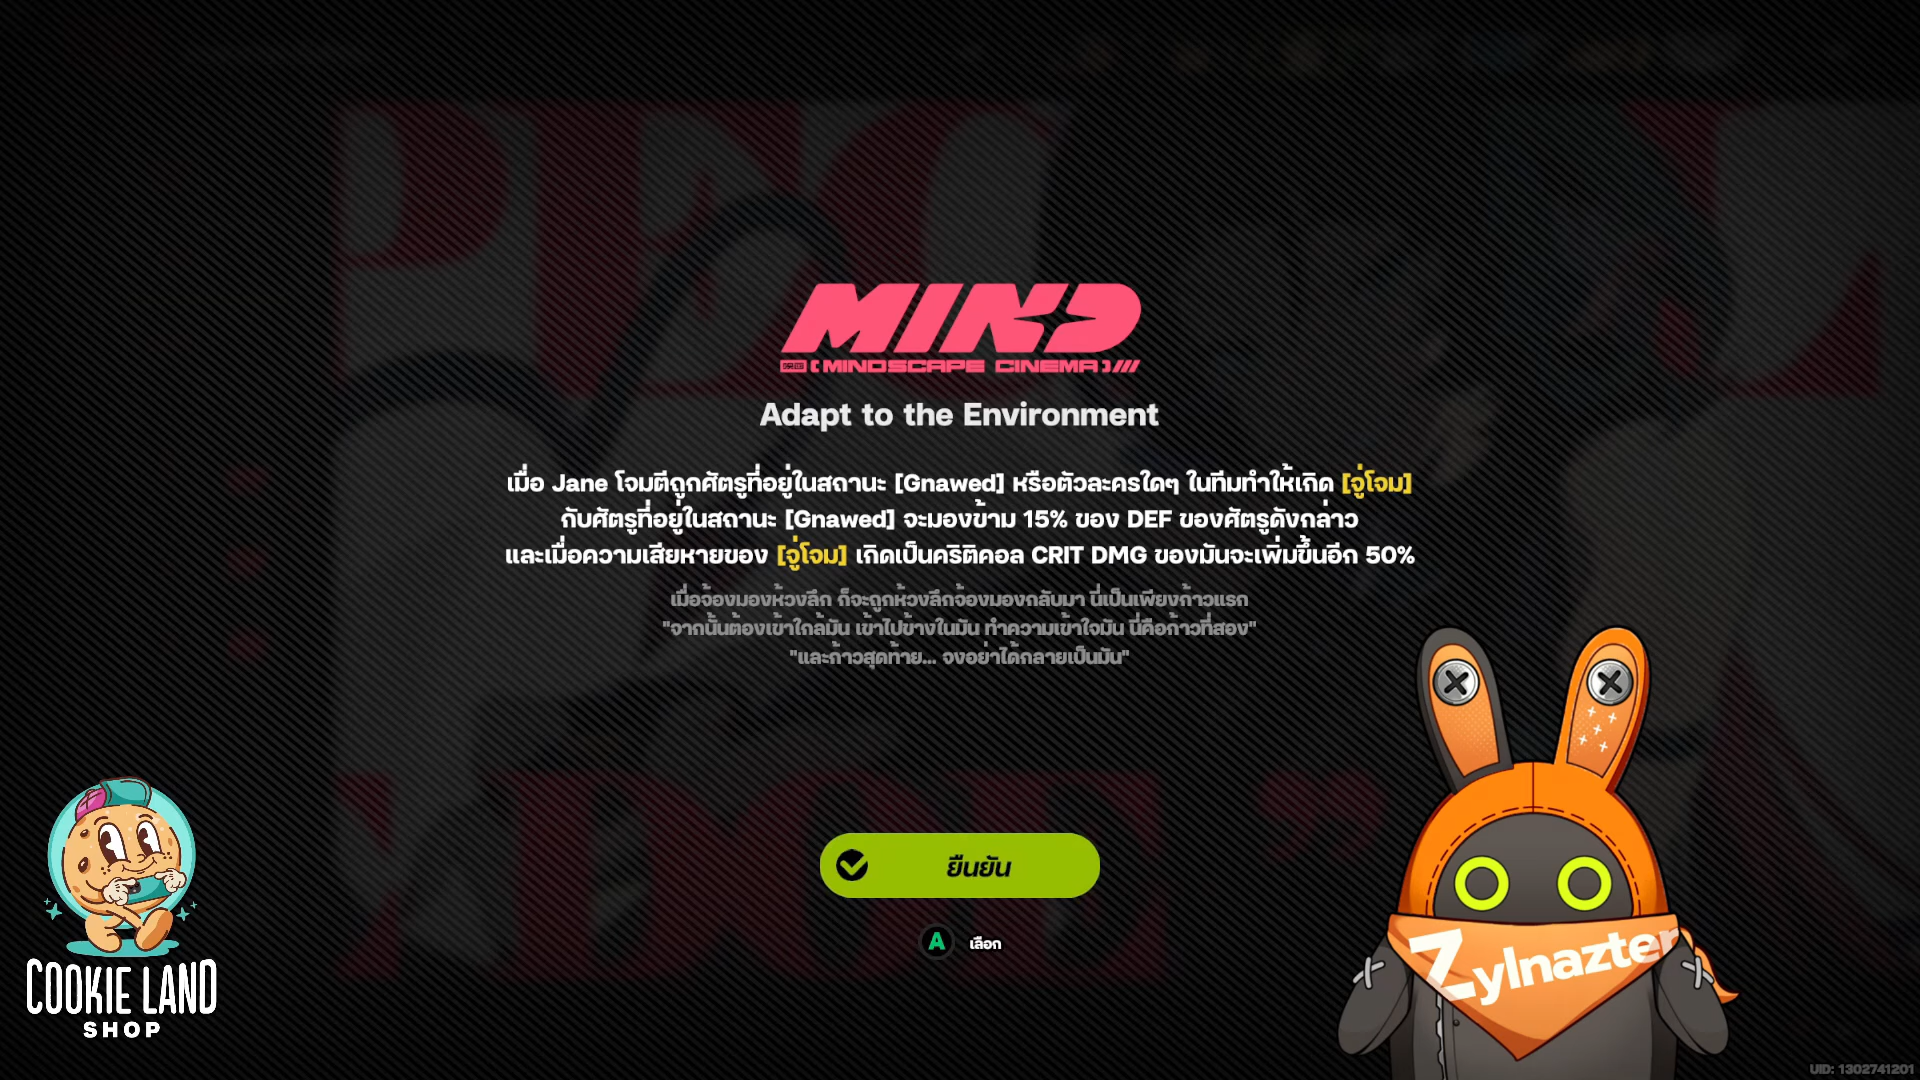 MIND
[MINDSCAPE CINEMA]///
Adapt to the Environment
เมื่อ Jane โจมตีถูกศัตรูที่อยู่ในสถานะ [Gnawed] หรือตัวละครใดๆ ในทีมทำให้เกิด [จู่โจม]
กับศัตรูที่อยู่ในสถานะ [Gnawed] จะมองข้าม 15% ของ DEF ของศัตรูดังกล่าว
และเมื่อความเสียหายของ [จู่โจม] เกิดเป็นคริติคอล CRIT DMG ของมันจะเพิ่มขึ้นอีก 50%
เมื่อจ้องมองห้วงลึก ก็จะถูกห้วงลึกจ้องมองกลับมา นี่เป็นเพียงก้าวแรก
"จากนั้นต้องเข้าใกล้มัน เข้าไปข้างในมัน ทำความเข้าใจมัน นี่คือก้าวที่สอง"
"และก้าวสุดท้าย... จงอย่าได้กลายเป็นมัน"
ยืนยัน
A เลือก
COOKIE LAND
SHOP
Zylnazter
UID: 1302741201